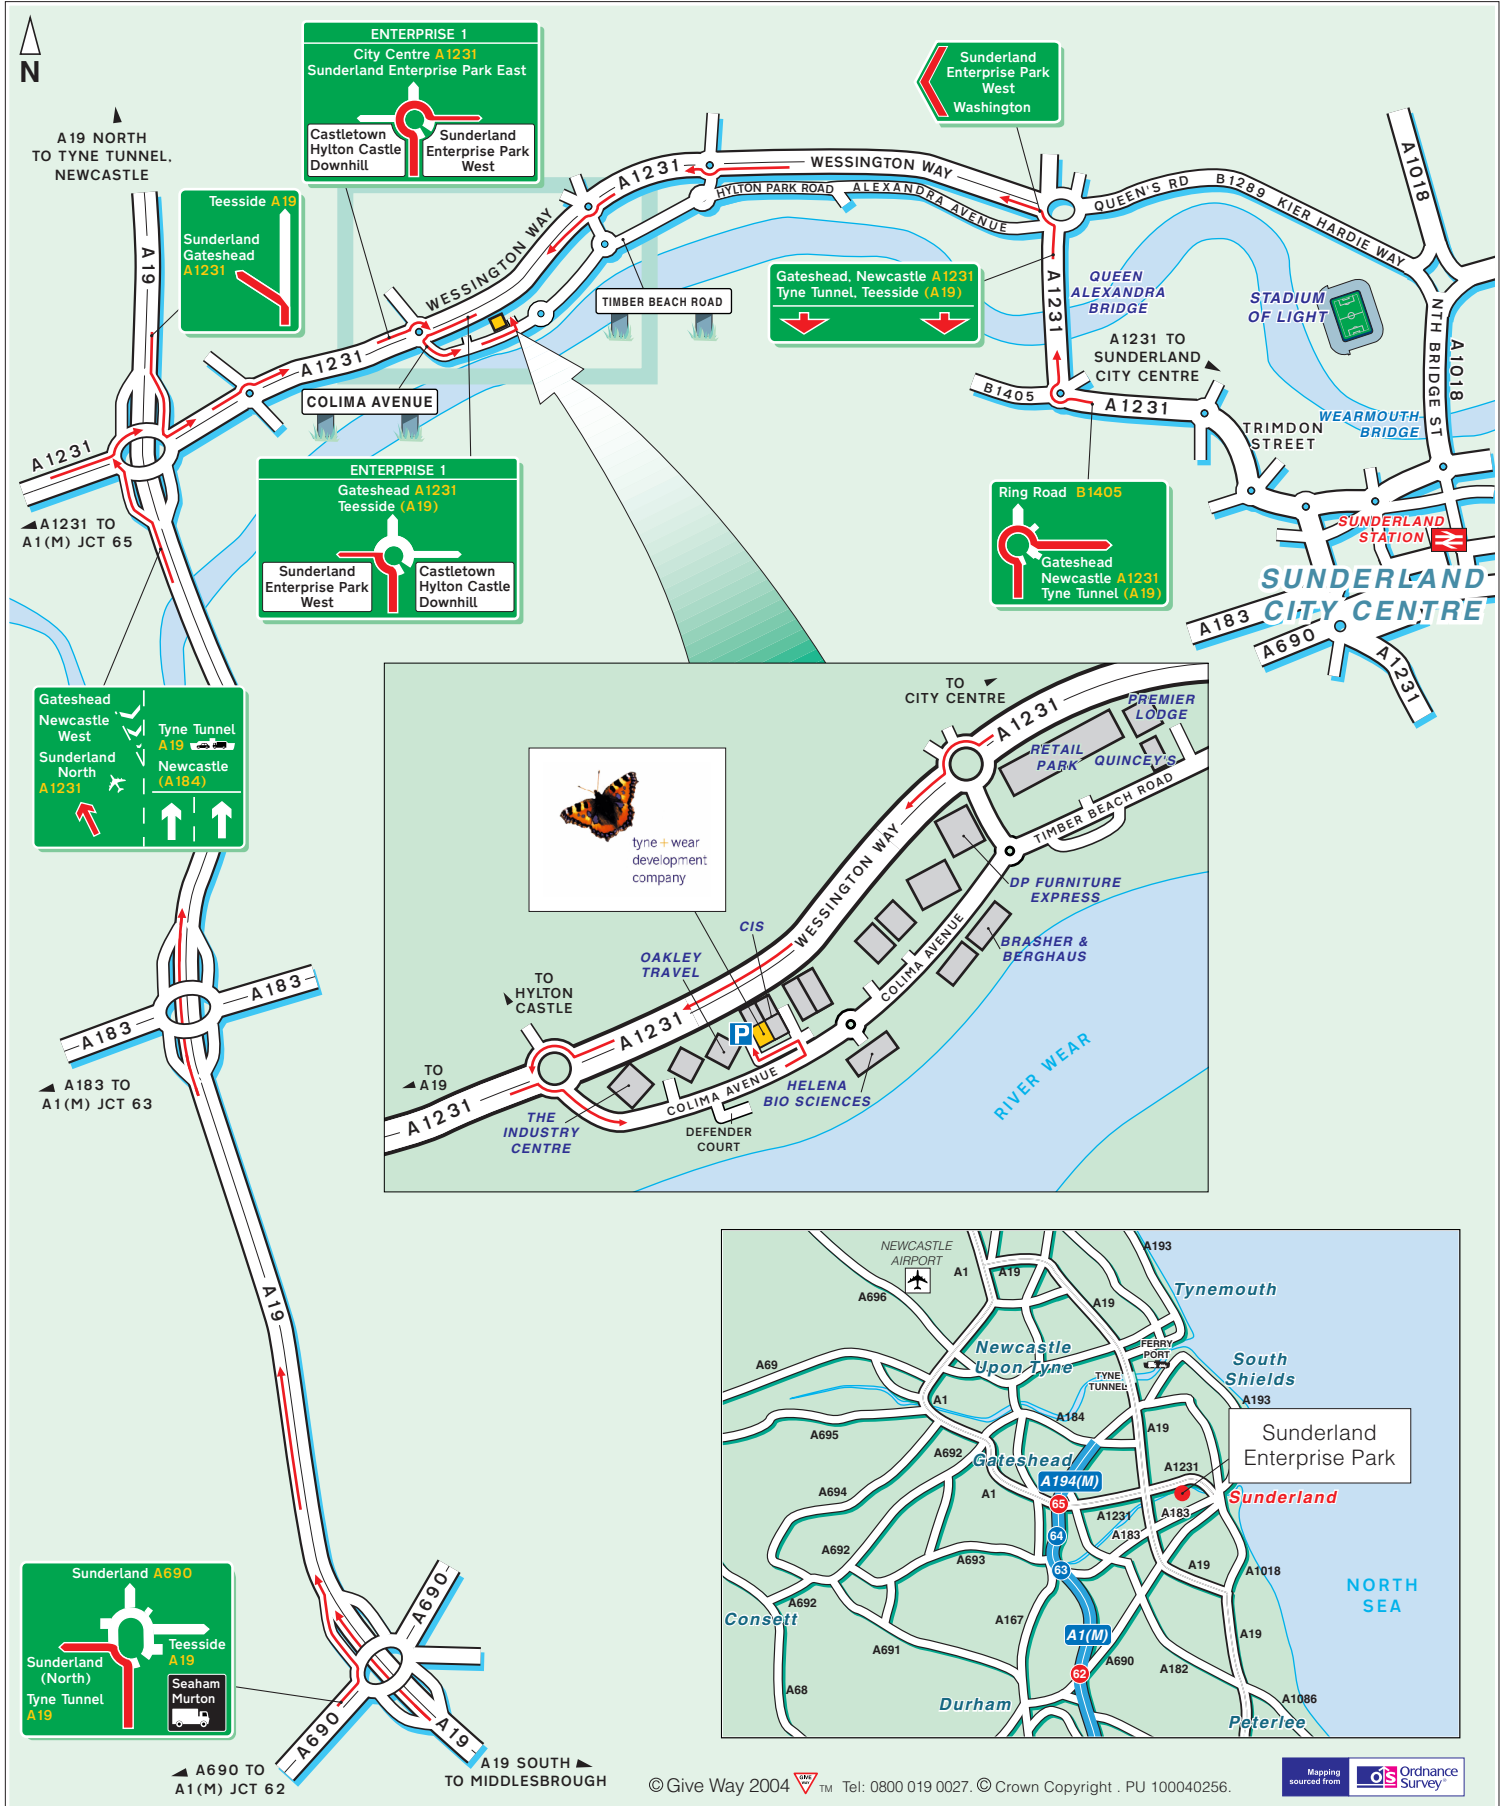 N
A19 NORTH
TO TYNE TUNNEL,
NEWCASTLE
ENTERPRISE 1
City Centre A1231
Sunderland Enterprise Park East
Castletown
Hylton Castle
Downhill
Sunderland
Enterprise Park
West
Sunderland
Enterprise Park
West
Washington
Teesside A19
Sunderland
Gateshead
A1231
A19
A1231
WESSINGTON WAY
WESSINGTON WAY
HYLTON PARK ROAD
ALEXANDRA AVENUE
QUEEN'S RD
B1289
KIER HARDIE WAY
A1018
TIMBER BEACH ROAD
Gateshead, Newcastle A1231
Tyne Tunnel, Teesside (A19)
A1231
QUEEN
ALEXANDRA
BRIDGE
STADIUM
OF LIGHT
NTH BRIDGE ST
A1018
A1231 TO
SUNDERLAND
CITY CENTRE
B1405
A1231
TRIMDON
STREET
WEARMOUTH
BRIDGE
A1231
COLIMA AVENUE
A1231
A1231 TO
A1(M) JCT 65
ENTERPRISE 1
Gateshead A1231
Teesside (A19)
Sunderland
Enterprise Park
West
Castletown
Hylton Castle
Downhill
Ring Road B1405
Gateshead
Newcastle A1231
Tyne Tunnel (A19)
SUNDERLAND
STATION
SUNDERLAND
CITY CENTRE
A183
A690
A1231
Gateshead
Newcastle
West
Sunderland
North
A1231
Tyne Tunnel
A19
Newcastle
(A184)
A183
A183
A183 TO
A1(M) JCT 63
TO
CITY CENTRE
A1231
PREMIER
LODGE
RETAIL
PARK
QUINCEY'S
TIMBER BEACH ROAD
tyne + wear
development
company
WESSINGTON WAY
DP FURNITURE
EXPRESS
CIS
OAKLEY
TRAVEL
COLIMA AVENUE
BRASHER &
BERGHAUS
TO
HYLTON
CASTLE
A1231
P
TO
A19
A1231
COLIMA AVENUE
HELENA
BIO SCIENCES
THE
INDUSTRY
CENTRE
DEFENDER
COURT
RIVER WEAR
A19
NEWCASTLE
AIRPORT
A1
A19
A193
A696
A19
Tynemouth
Newcastle
Upon Tyne
FERRY
PORT
TYNE
TUNNEL
South
Shields
A69
A1
A193
A184
A19
A695
A692
Gateshead
A194(M)
A1231
Sunderland
Enterprise Park
A694
A1
65
A1231
A183
Sunderland
64
A183
A692
A693
63
A19
A1018
NORTH
SEA
A692
Consett
A167
A1(M)
A19
A691
A690
A182
62
A68
Durham
A1086
Peterlee
Sunderland A690
Teesside
A19
Sunderland
(North)
Tyne Tunnel
A19
Seaham
Murton
A690
A690
A19
A690 TO
A1(M) JCT 62
A19 SOUTH
TO MIDDLESBROUGH
© Give Way 2004 GIVE WAY TM Tel: 0800 019 0027. © Crown Copyright . PU 100040256.
Mapping
sourced from
OS Ordnance
Survey®